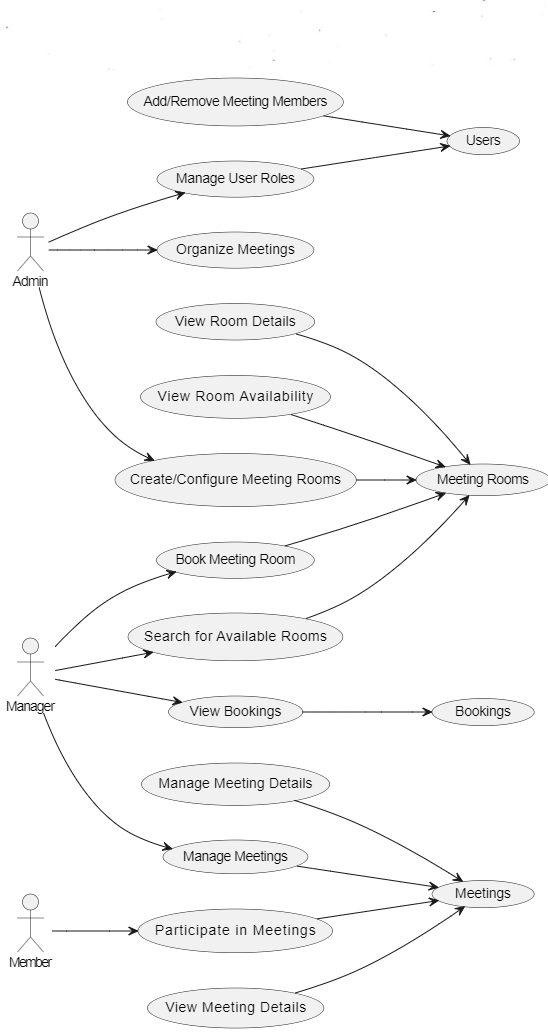 Add/Remove Meeting Members
Users
Manage User Roles
Organize Meetings
Admin
View Room Details
View Room Availability
Create/Configure Meeting Rooms
Meeting Rooms
Book Meeting Room
Search for Available Rooms
Manager
View Bookings
Bookings
Manage Meeting Details
Manage Meetings
Meetings
Participate in Meetings
Member
View Meeting Details